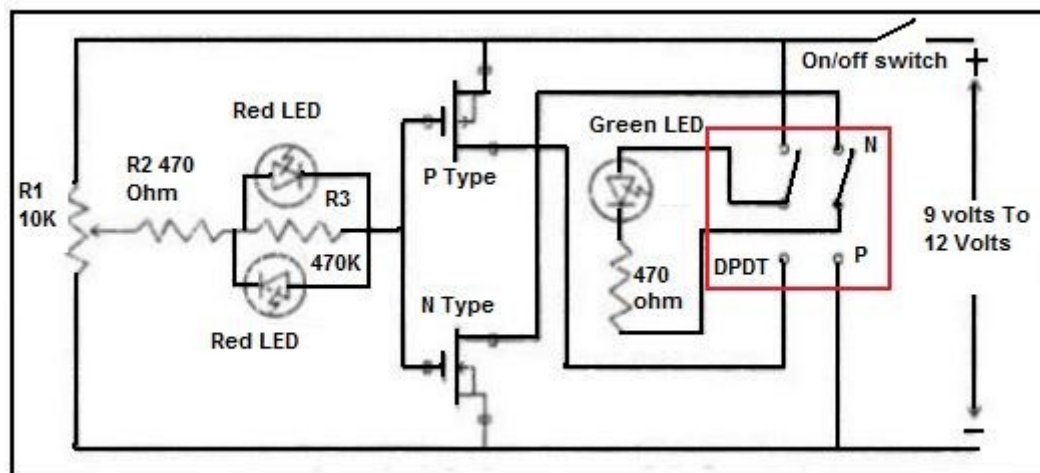 On/off switch
+
Red LED
Green LED
N
R2 470
Ohm
P Type
R1
10K
R3
9 volts To
12 Volts
470K
470
ohm
DPDT
P
N Type
Red LED
−